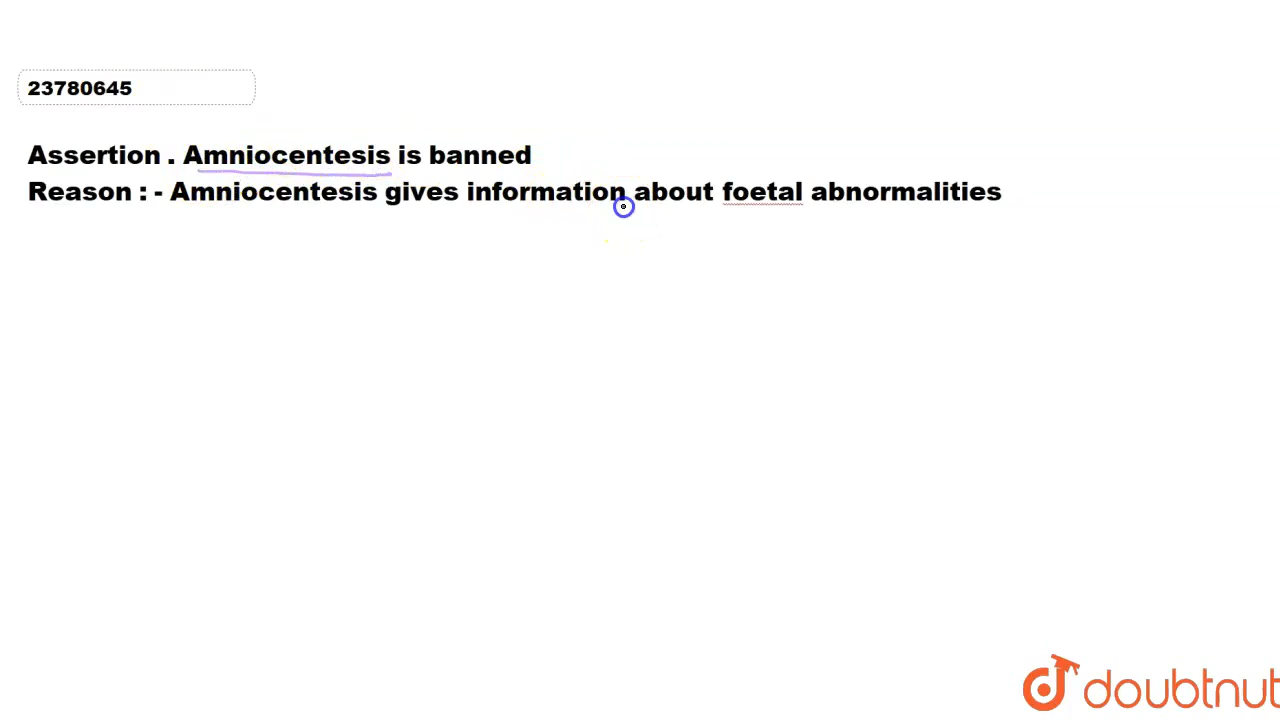 23780645
Assertion . Amniocentesis is banned
Reason : - Amniocentesis gives information about foetal abnormalities
doubtnut